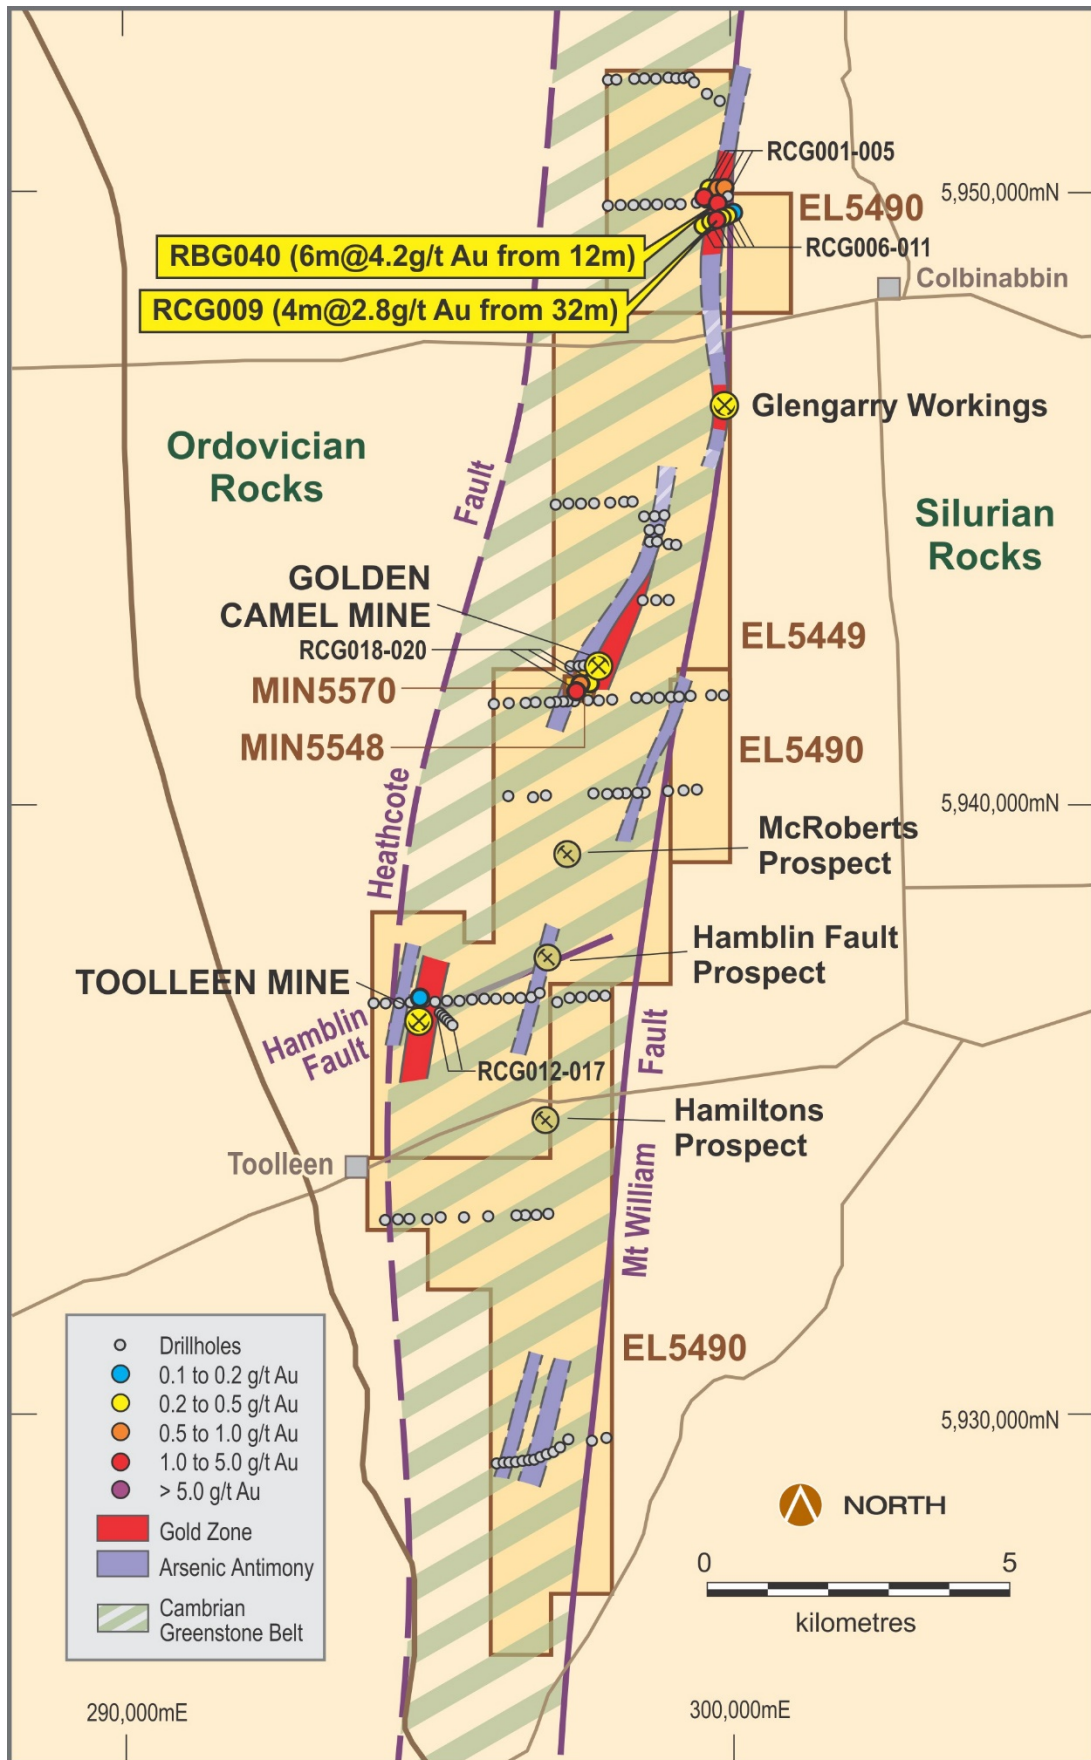 RCG001-005
5,950,000mN
EL5490
RBG040 (6m@4.2g/t Au from 12m)
RCG006-011
Colbinabbin
RCG009 (4m@2.8g/t Au from 32m)
Glengarry Workings
Ordovician
Rocks
Fault
Silurian
Rocks
GOLDEN
CAMEL MINE
RCG018-020
EL5449
MIN5570
MIN5548
EL5490
Heathcote
5,940,000mN
McRoberts
Prospect
Hamblin Fault
Prospect
TOOLLEEN MINE
Hamblin
Fault
Fault
RCG012-017
Hamiltons
Prospect
Toolleen
Mt William
EL5490
Drillholes
0.1 to 0.2 g/t Au
0.2 to 0.5 g/t Au
0.5 to 1.0 g/t Au
1.0 to 5.0 g/t Au
> 5.0 g/t Au
Gold Zone
Arsenic Antimony
Cambrian
Greenstone Belt
5,930,000mN
NORTH
0 5
kilometres
290,000mE
300,000mE